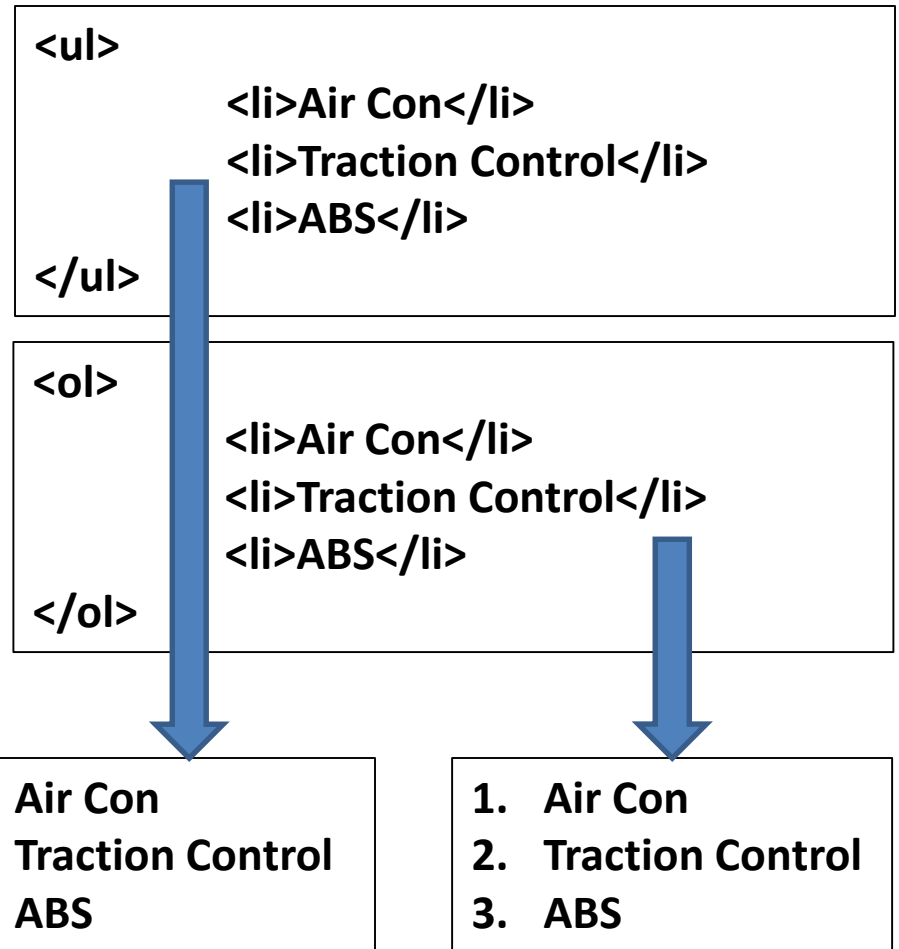 <ul>
<li>Air Con</li>
<li>Traction Control</li>
<li>ABS</li>
</ul>
<ol>
<li>Air Con</li>
<li>Traction Control</li>
<li>ABS</li>
</ol>
Air Con
Traction Control
ABS
1. Air Con
2. Traction Control
3. ABS